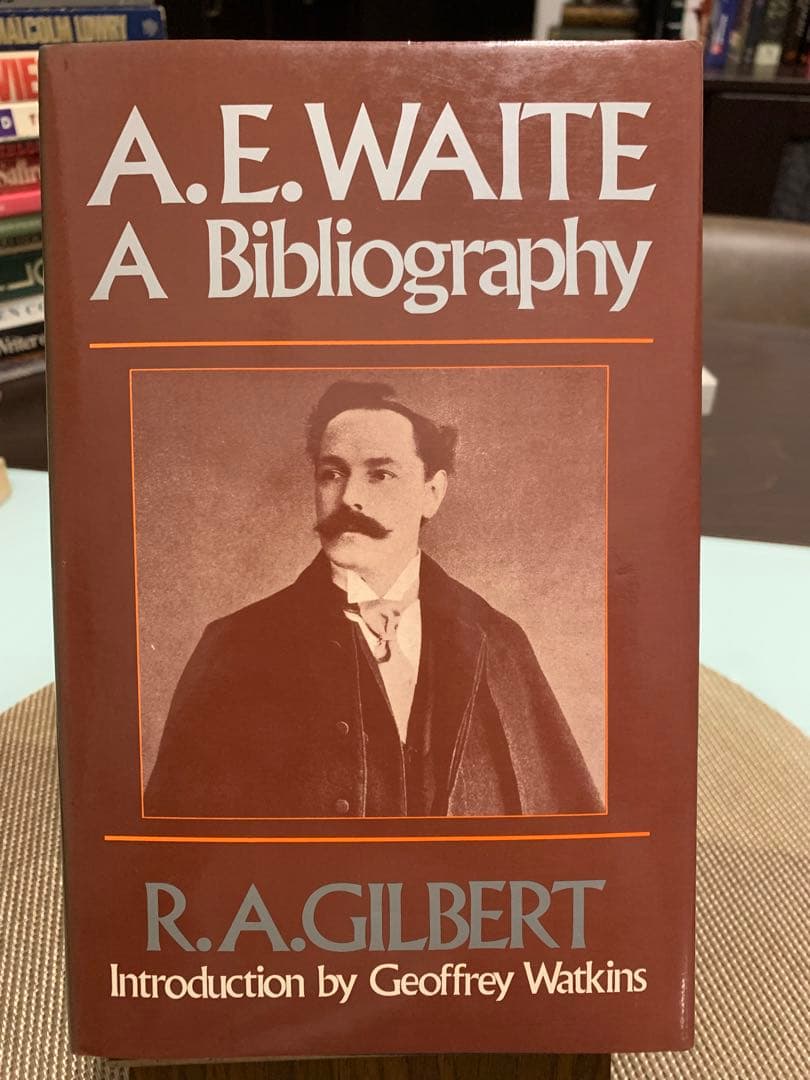 A.E.WAITE
A Bibliography
R.A.GILBERT
Introduction by Geoffrey Watkins
MALCOLM LOWRY